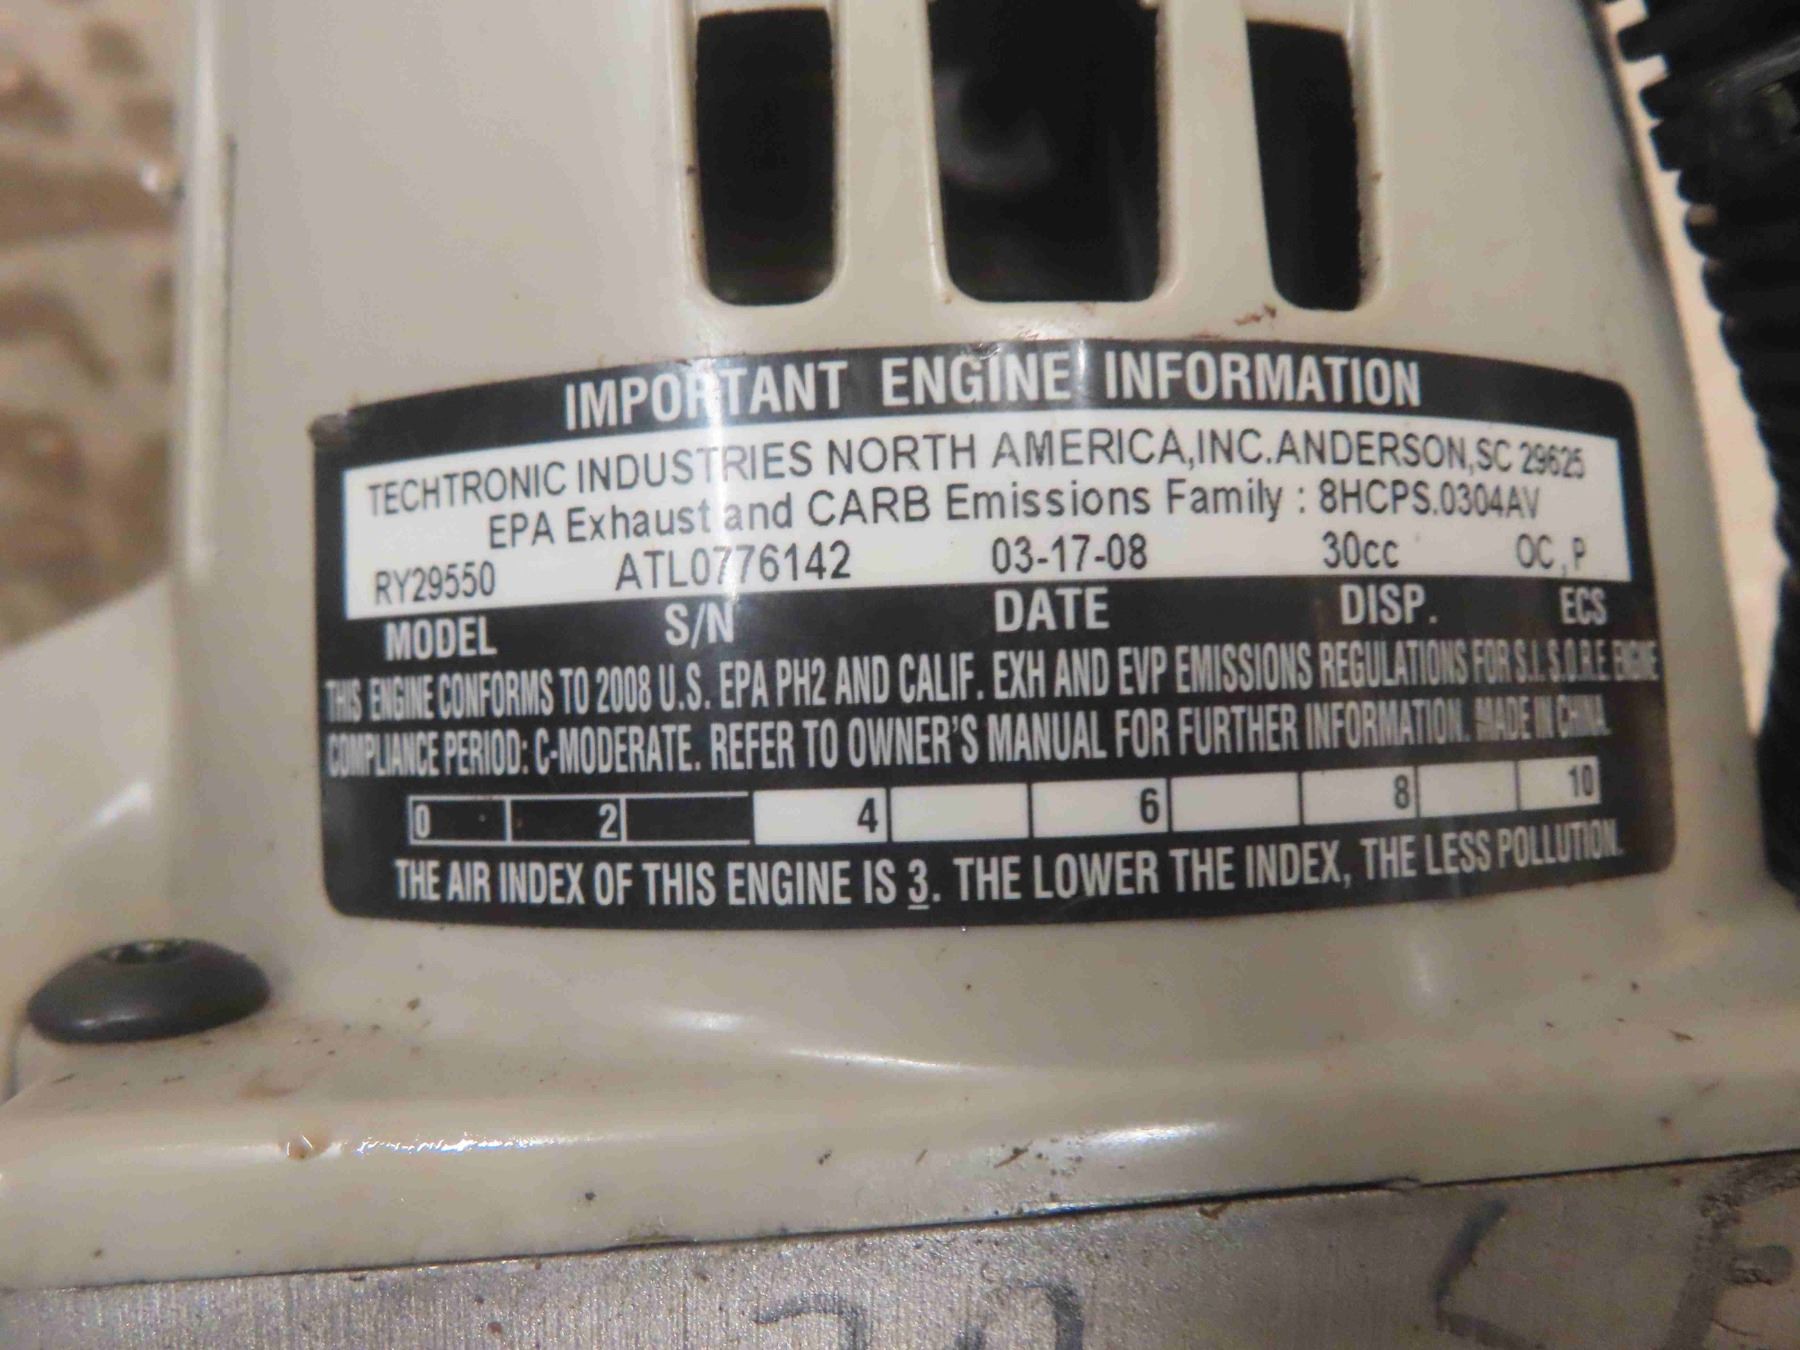 IMPORTANT ENGINE INFORMATION
TECHTRONIC INDUSTRIES NORTH AMERICA,INC.ANDERSON,SC 29625
EPA Exhaust and CARB Emissions Family : 8HCPS.0304AV
RY29550 ATL0776142 03-17-08 30cc OC,P
MODEL S/N DATE DISP. ECS
THIS ENGINE CONFORMS TO 2008 U.S. EPA PH2 AND CALIF. EXH AND EVP EMISSIONS REGULATIONS FOR S.I. S.O.R.E ENGINE
COMPLIANCE PERIOD: C-MODERATE. REFER TO OWNER'S MANUAL FOR FURTHER INFORMATION. MADE IN CHINA.
0 2 4 6 8 10
THE AIR INDEX OF THIS ENGINE IS 3. THE LOWER THE INDEX, THE LESS POLLUTION.